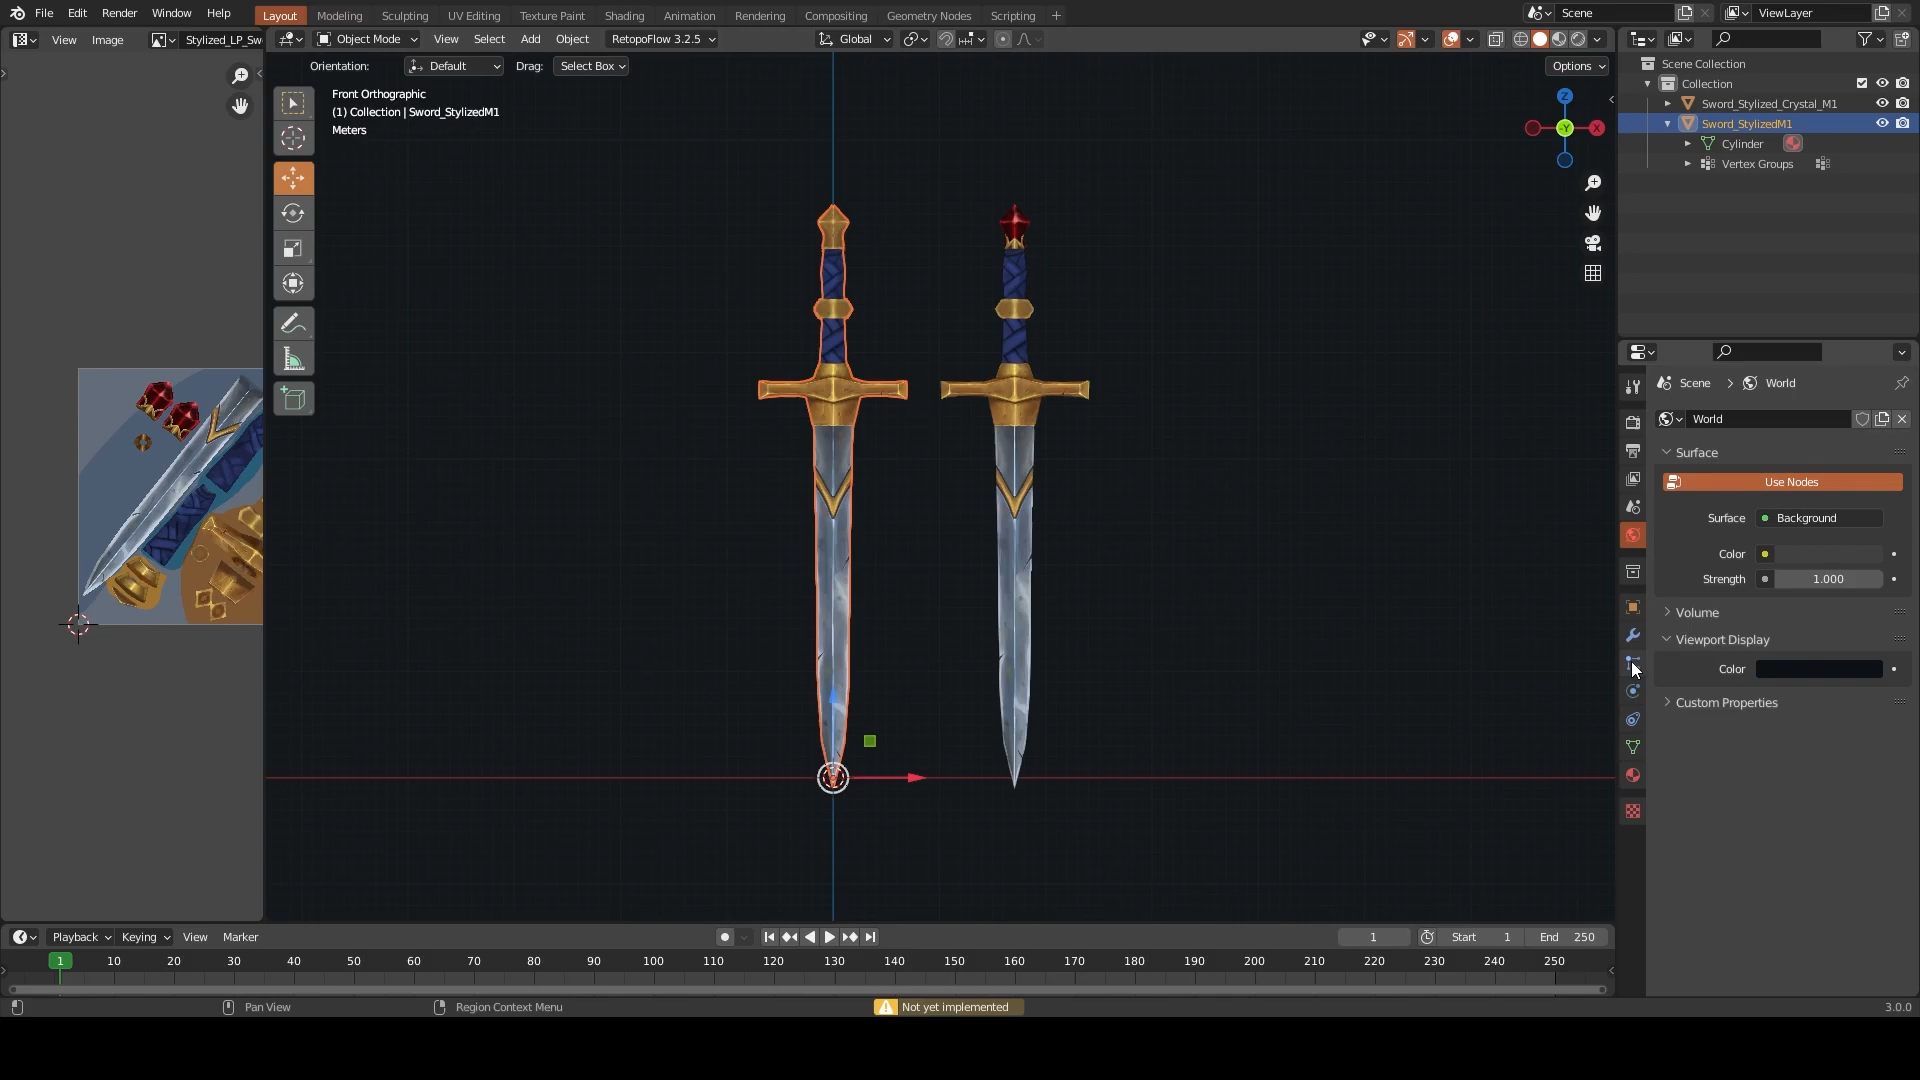 File Edit Render Window Help Layout Modeling Sculpting UV Editing Texture Paint Shading Animation Rendering Compositing Geometry Nodes Scripting + Scene ViewLayer
View Image Stylized_LP_Sw Object Mode View Select Add Object RetopoFlow 3.2.5 Global
Orientation: Default Drag: Select Box Options
Front Orthographic
(1) Collection | Sword_StylizedM1
Meters
Z
-Y
X
Scene Collection
Collection
Sword_Stylized_Crystal_M1
Sword_StylizedM1
Cylinder
Vertex Groups
Scene > World
World
Surface
Use Nodes
Surface Background
Color
Strength 1.000
Volume
Viewport Display
Color
Custom Properties
Playback Keying View Marker 1 Start 1 End 250
1 10 20 30 40 50 60 70 80 90 100 110 120 130 140 150 160 170 180 190 200 210 220 230 240 250
Pan View Region Context Menu Not yet implemented 3.0.0